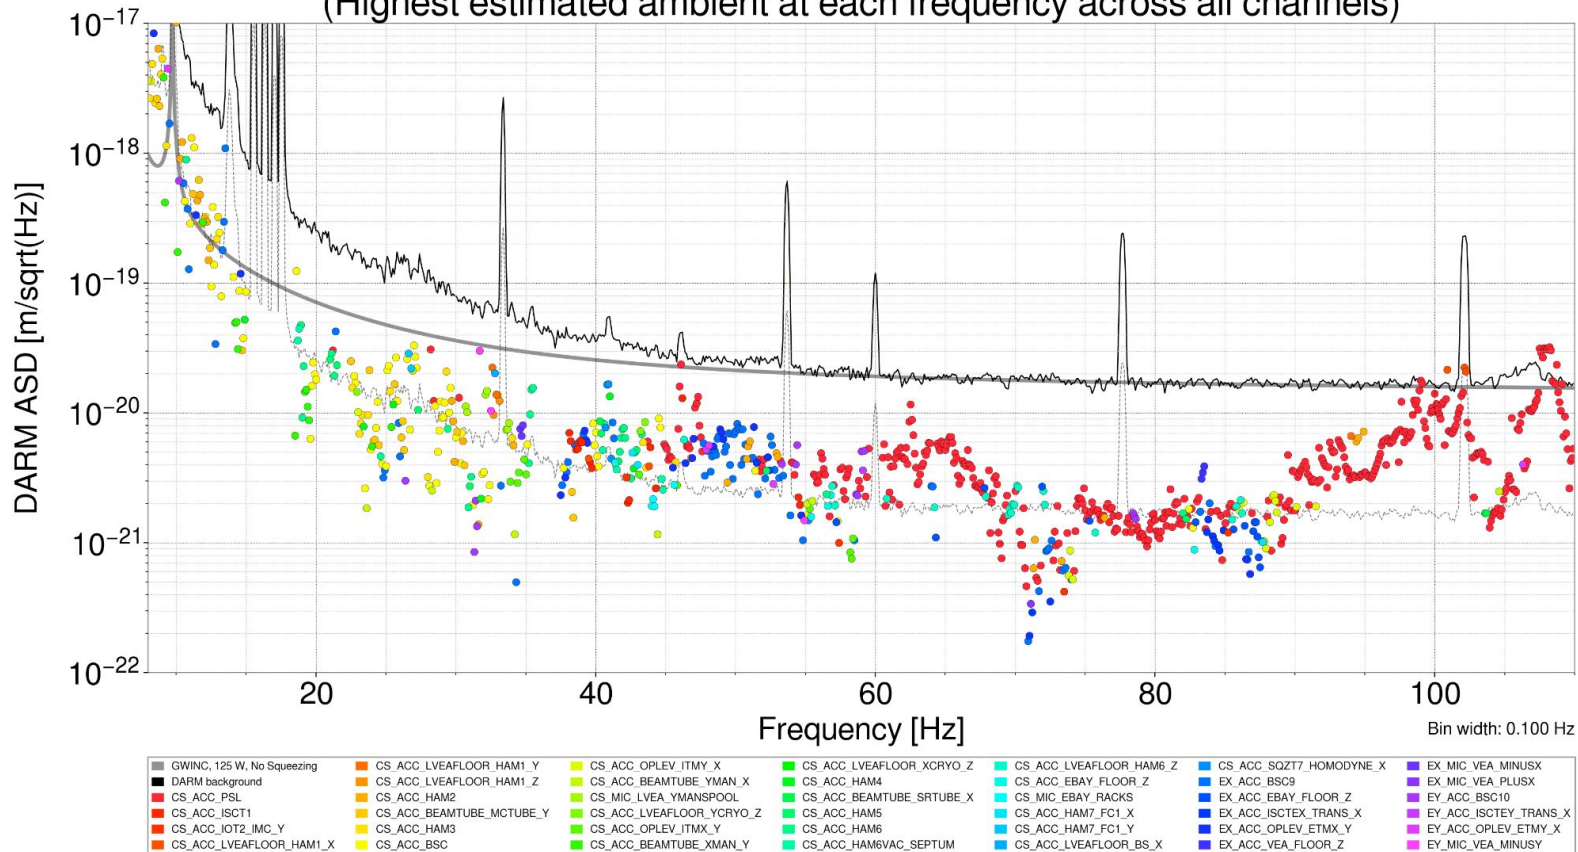 (Highest estimated ambient at each frequency across all channels)
10−17
10−18
10−19
10−20
10−21
10−22
DARM ASD [m/sqrt(Hz)]
20 40 60 80 100
Frequency [Hz]
Bin width: 0.100 Hz
GWINC, 125 W, No Squeezing
DARM background
CS_ACC_PSL
CS_ACC_ISCT1
CS_ACC_IOT2_IMC_Y
CS_ACC_LVEAFLOOR_HAM1_X
CS_ACC_LVEAFLOOR_HAM1_Y
CS_ACC_LVEAFLOOR_HAM1_Z
CS_ACC_HAM2
CS_ACC_BEAMTUBE_MCTUBE_Y
CS_ACC_HAM3
CS_ACC_BSC
CS_ACC_OPLEV_ITMY_X
CS_ACC_BEAMTUBE_YMAN_X
CS_MIC_LVEA_YMANSPOOL
CS_ACC_LVEAFLOOR_YCRYO_Z
CS_ACC_OPLEV_ITMX_Y
CS_ACC_BEAMTUBE_XMAN_Y
CS_ACC_LVEAFLOOR_XCRYO_Z
CS_ACC_HAM4
CS_ACC_BEAMTUBE_SRTUBE_X
CS_ACC_HAM5
CS_ACC_HAM6
CS_ACC_HAM6VAC_SEPTUM
CS_ACC_LVEAFLOOR_HAM6_Z
CS_ACC_EBAY_FLOOR_Z
CS_MIC_EBAY_RACKS
CS_ACC_HAM7_FC1_X
CS_ACC_HAM7_FC1_Y
CS_ACC_LVEAFLOOR_BS_X
CS_ACC_SQZT7_HOMODYNE_X
EX_ACC_BSC9
EX_ACC_EBAY_FLOOR_Z
EX_ACC_ISCTEX_TRANS_X
EX_ACC_OPLEV_ETMX_Y
EX_ACC_VEA_FLOOR_Z
EX_MIC_VEA_MINUSX
EX_MIC_VEA_PLUSX
EY_ACC_BSC10
EY_ACC_ISCTEY_TRANS_X
EY_ACC_OPLEV_ETMY_X
EY_MIC_VEA_MINUSY